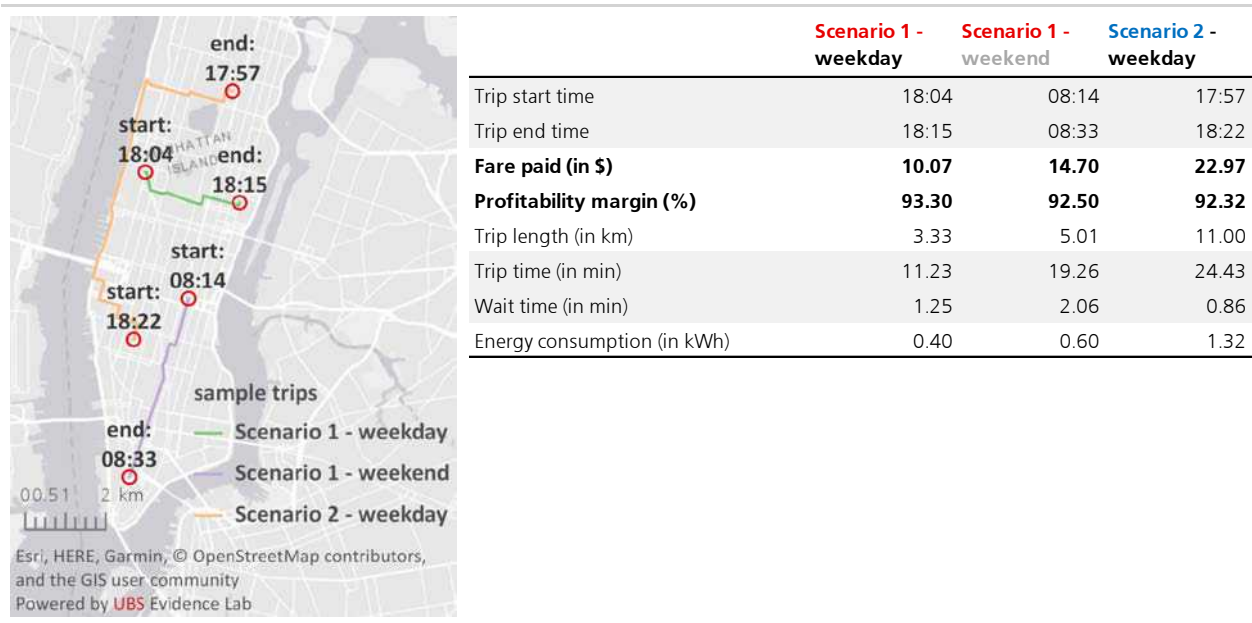 end:
17:57
start:
18:04
MANHATTAN
ISLAND
end:
18:15
start:
08:14
start:
18:22
sample trips
end:
08:33
Scenario 1 - weekday
Scenario 1 - weekend
Scenario 2 - weekday
00.51 2 km
Esri, HERE, Garmin, © OpenStreetMap contributors,
and the GIS user community
Powered by UBS Evidence Lab
Scenario 1 - Scenario 1 - Scenario 2 -
weekday weekend weekday
Trip start time 18:04 08:14 17:57
Trip end time 18:15 08:33 18:22
Fare paid (in $) 10.07 14.70 22.97
Profitability margin (%) 93.30 92.50 92.32
Trip length (in km) 3.33 5.01 11.00
Trip time (in min) 11.23 19.26 24.43
Wait time (in min) 1.25 2.06 0.86
Energy consumption (in kWh) 0.40 0.60 1.32